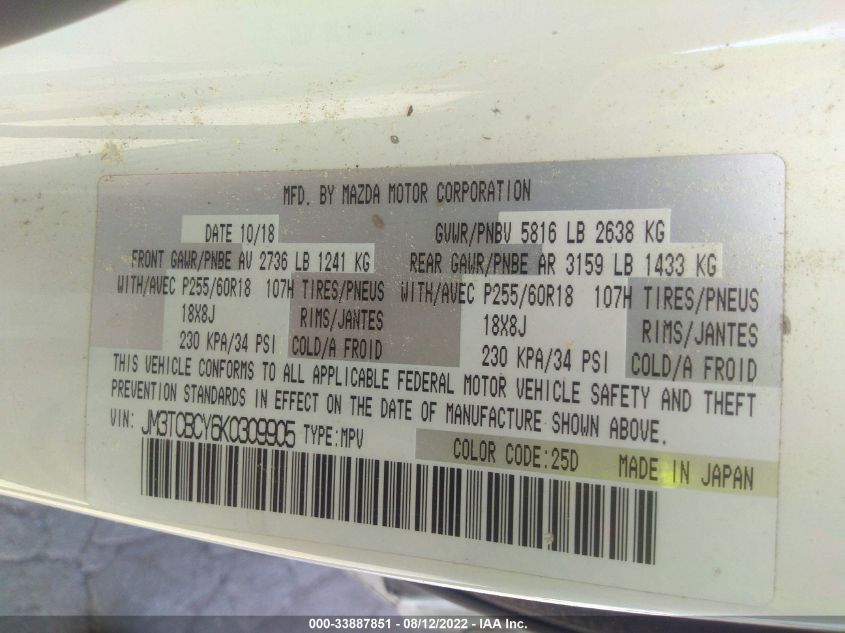 MFD. BY MAZDA MOTOR CORPORATION
DATE 10/18 GVWR/PNBV 5816 LB 2638 KG
FRONT GAWR/PNBE AV 2736 LB 1241 KG REAR GAWR/PNBE AR 3159 LB 1433 KG
WITH/AVEC P255/60R18 107H TIRES/PNEUS WITH/AVEC P255/60R18 107H TIRES/PNEUS
18X8J RIMS/JANTES 18X8J RIMS/JANTES
230 KPA/34 PSI COLD/A FROID 230 KPA/34 PSI COLD/A FROID
THIS VEHICLE CONFORMS TO ALL APPLICABLE FEDERAL MOTOR VEHICLE SAFETY AND THEFT
PREVENTION STANDARDS IN EFFECT ON THE DATE OF MANUFACTURE SHOWN ABOVE.
VIN: JM3TCBCY6K0309905 TYPE:MPV
COLOR CODE:25D MADE IN JAPAN
000-33887851 - 08/12/2022 - IAA Inc.